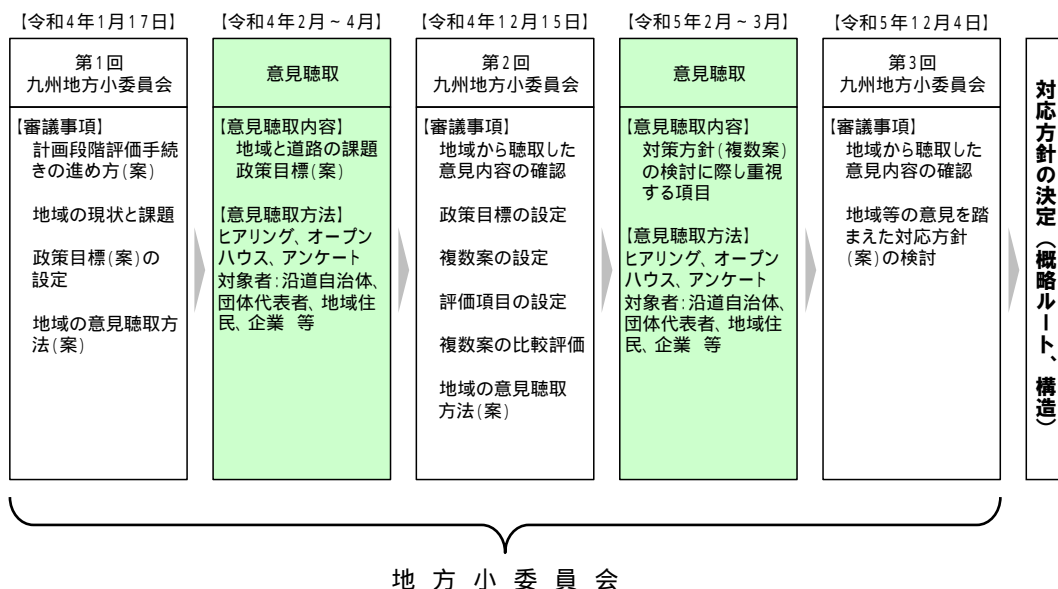 【令和4年1月17日】
第1回
九州地方小委員会
【審議事項】
計画段階評価手続
きの進め方(案)
地域の現状と課題
政策目標(案)の
設定
地域の意見聴取方
法(案)
【令和4年2月~4月】
意見聴取
【意見聴取内容】
地域と道路の課題
政策目標(案)
【意見聴取方法】
ヒアリング、オープン
ハウス、アンケート
対象者:沿道自治体、
団体代表者、地域住
民、企業 等
【令和4年12月15日】
第2回
九州地方小委員会
【審議事項】
地域から聴取した
意見内容の確認
政策目標の設定
複数案の設定
評価項目の設定
複数案の比較評価
地域の意見聴取
方法(案)
【令和5年2月~3月】
意見聴取
【意見聴取内容】
対策方針(複数案)
の検討に際し重視
する項目
【意見聴取方法】
ヒアリング、オープン
ハウス、アンケート
対象者:沿道自治体、
団体代表者、地域住
民、企業 等
【令和5年12月4日】
第3回
九州地方小委員会
【審議事項】
地域から聴取した
意見内容の確認
地域等の意見を踏
まえた対応方針
(案)の検討
対応方針の決定(概略ルート、構造)
地方小委員会